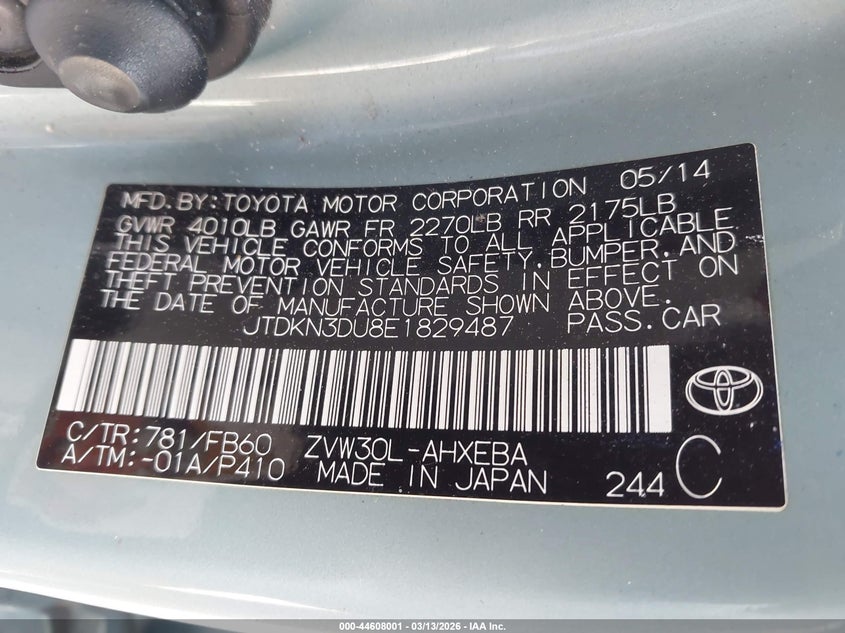 MFD.BY:TOYOTA MOTOR CORPORATION 05/14
GVWR 4010LB GAWR FR 2270LB RR 2175LB
THIS VEHICLE CONFORMS TO ALL APPLICABLE
FEDERAL MOTOR VEHICLE SAFETY,BUMPER,AND
THEFT PREVENTION STANDARDS IN EFFECT ON
THE DATE OF MANUFACTURE SHOWN ABOVE.
JTDKN3DU8E1829487 PASS.CAR
C/TR:781/FB60 ZVW30L-AHXEBA
A/TM:-01A/P410 MADE IN JAPAN 244 C
000-44608001 | 03/13/2026 | IAA Inc.